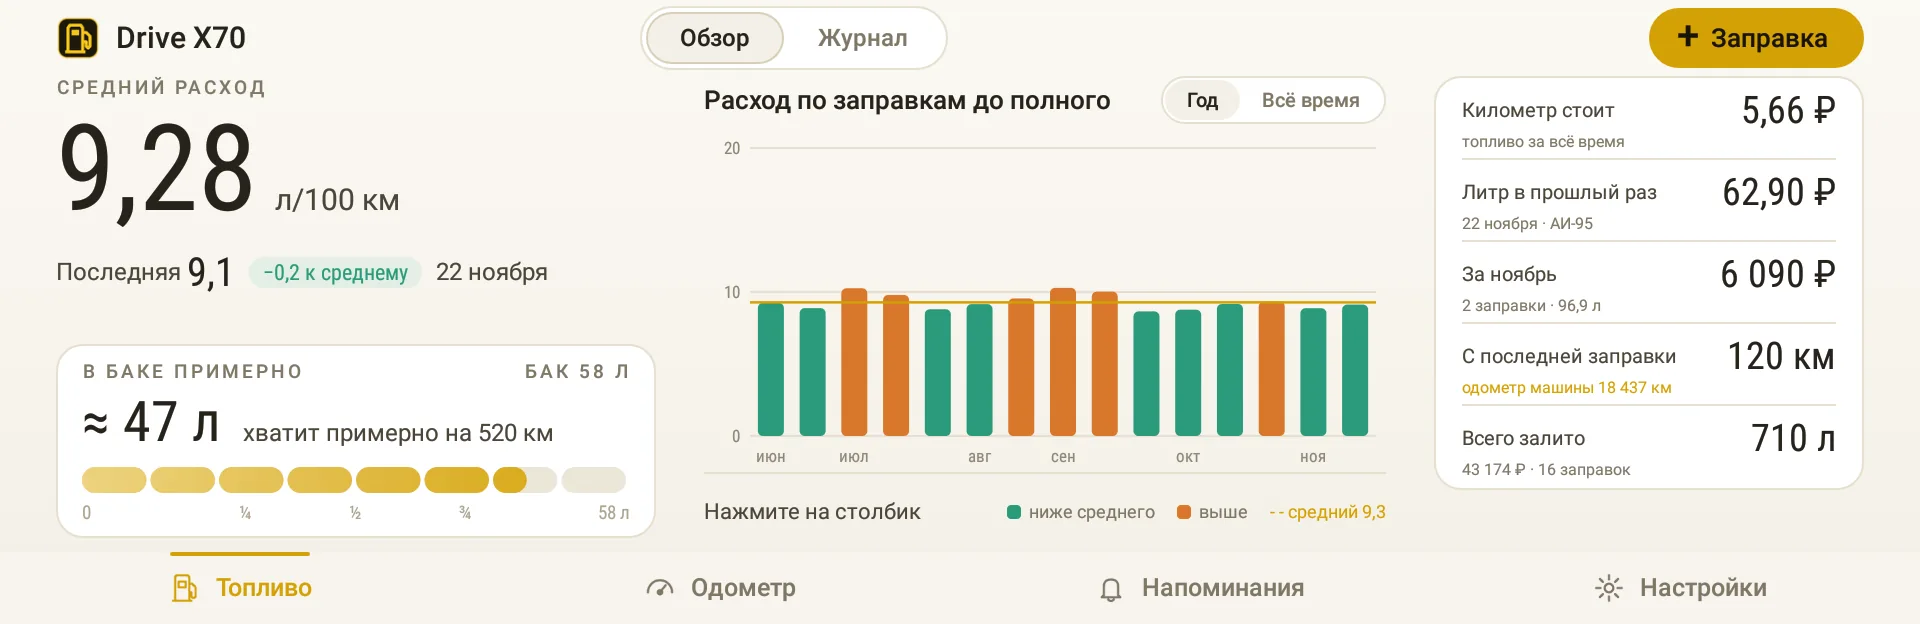 Drive X70
Обзор
Журнал
+ Заправка
СРЕДНИЙ РАСХОД
9,28 л/100 км
Последняя 9,1 −0,2 к среднему 22 ноября
В БАКЕ ПРИМЕРНО
БАК 58 Л
≈ 47 л хватит примерно на 520 км
0 ¼ ½ ¾ 58 л
Расход по заправкам до полного
Год
Всё время
20
10
0
июн июл авг сен окт ноя
Нажмите на столбик
ниже среднего
выше
-- средний 9,3
Километр стоит 5,66 ₽
топливо за всё время
Литр в прошлый раз 62,90 ₽
22 ноября · АИ-95
За ноябрь 6 090 ₽
2 заправки · 96,9 л
С последней заправки 120 км
одометр машины 18 437 км
Всего залито 710 л
43 174 ₽ · 16 заправок
Топливо
Одометр
Напоминания
Настройки